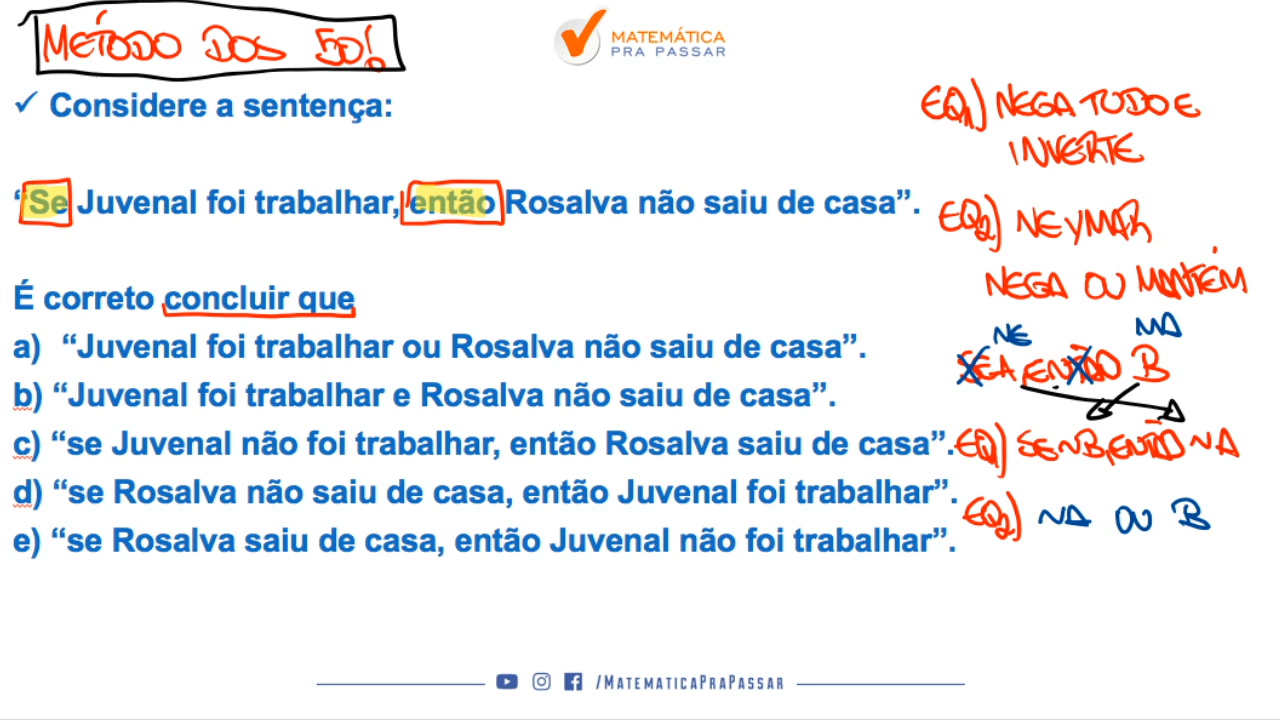 MÉTODO DOS 50!
MATEMÁTICA
PRA PASSAR
✓ Considere a sentença:
“Se Juvenal foi trabalhar, então Rosalva não saiu de casa”.
É correto concluir que
a) “Juvenal foi trabalhar ou Rosalva não saiu de casa”.
b) “Juvenal foi trabalhar e Rosalva não saiu de casa”.
c) “se Juvenal não foi trabalhar, então Rosalva saiu de casa”.
d) “se Rosalva não saiu de casa, então Juvenal foi trabalhar”.
e) “se Rosalva saiu de casa, então Juvenal não foi trabalhar”.
EQ1) NEGA TUDO E
INVERTE
EQ2) NEYMAR
NEGA OU MANTÉM
NE MA
SE A, ENTÃO B
EQ1) SE NB, ENTÃO NA
EQ2) NA OU B
/MATEMATICAPRAPASSAR